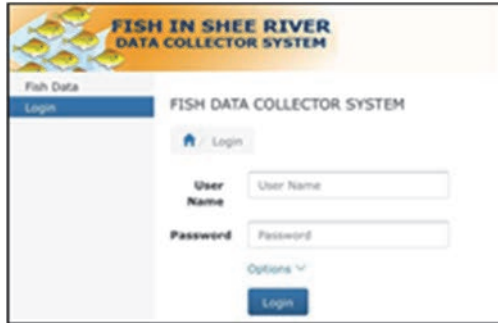 FISH IN SHEE RIVER
DATA COLLECTOR SYSTEM
Fish Data
Login
FISH DATA COLLECTOR SYSTEM
/ Login
User Name
User
Name
Password
Password
Options
Login